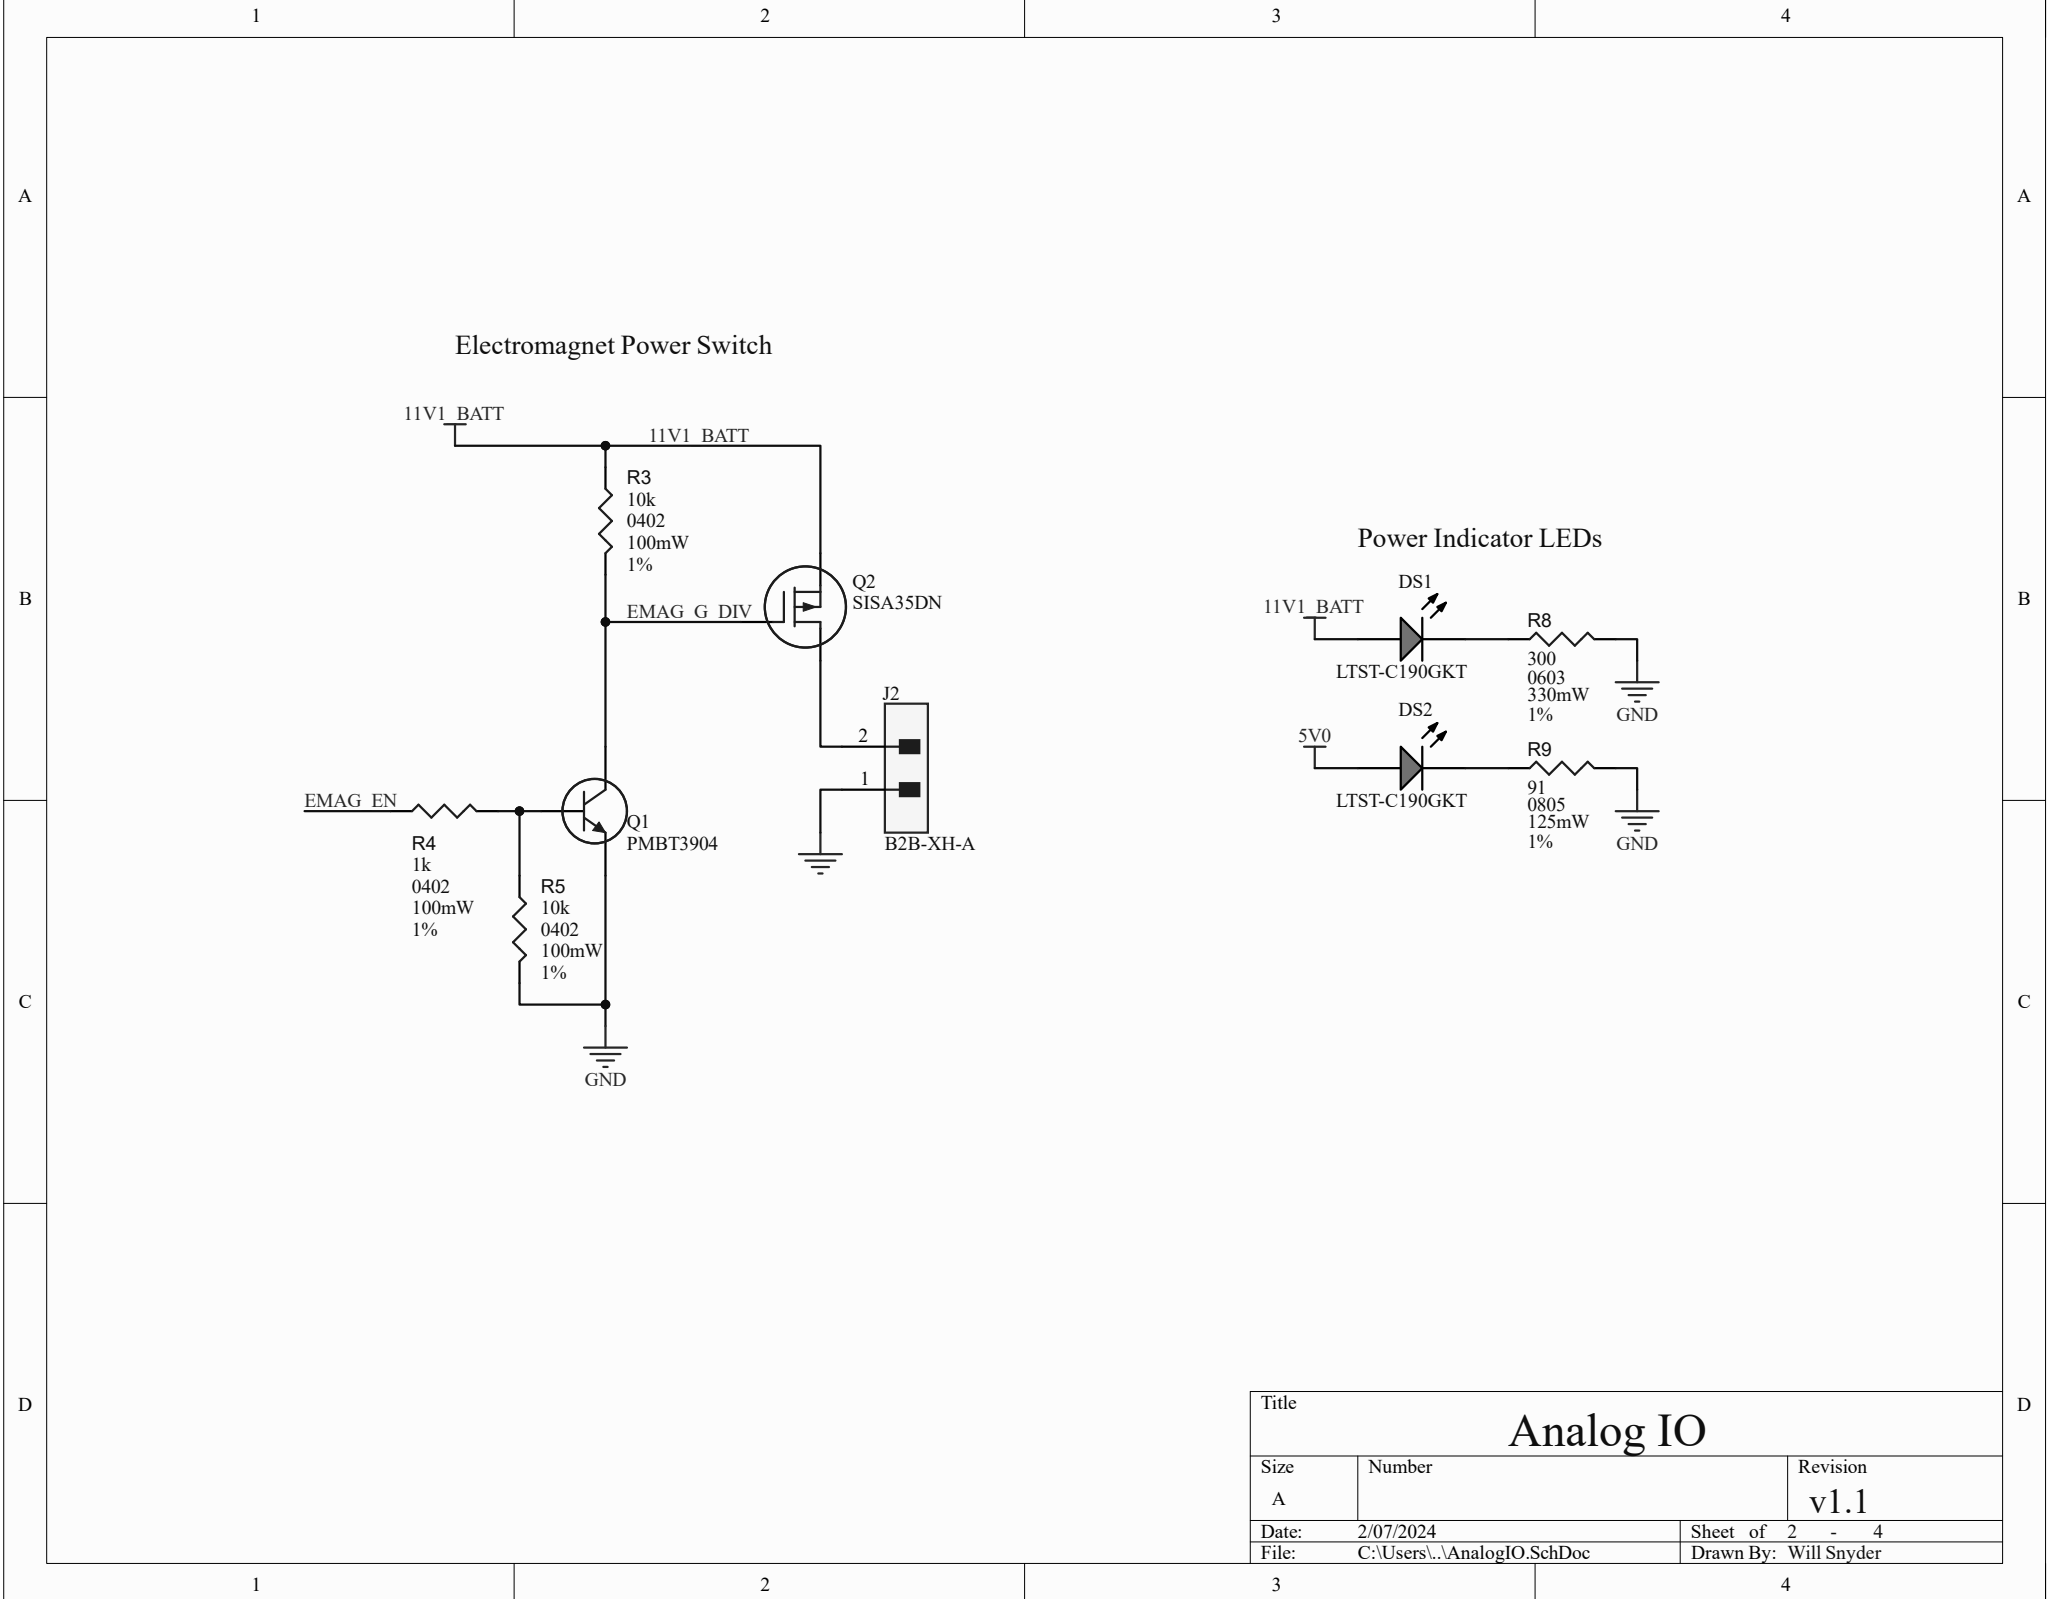 1 2 3 4
A A
Electromagnet Power Switch
11V1_BATT
11V1_BATT
R3
10k
0402
100mW
1%
EMAG_G_DIV
Q2
SISA35DN
J2
2
1
B2B-XH-A
EMAG_EN
Q1
PMBT3904
R4
1k
0402
100mW
1%
R5
10k
0402
100mW
1%
GND
B B
Power Indicator LEDs
DS1
11V1_BATT
LTST-C190GKT
R8
300
0603
330mW
1%
GND
DS2
5V0
LTST-C190GKT
R9
91
0805
125mW
1%
GND
C C
D D
Title
Analog IO
Size
A
Number
Revision
v1.1
Date: 2/07/2024
Sheet of 2 - 4
File: C:\Users\..\AnalogIO.SchDoc
Drawn By: Will Snyder
1 2 3 4